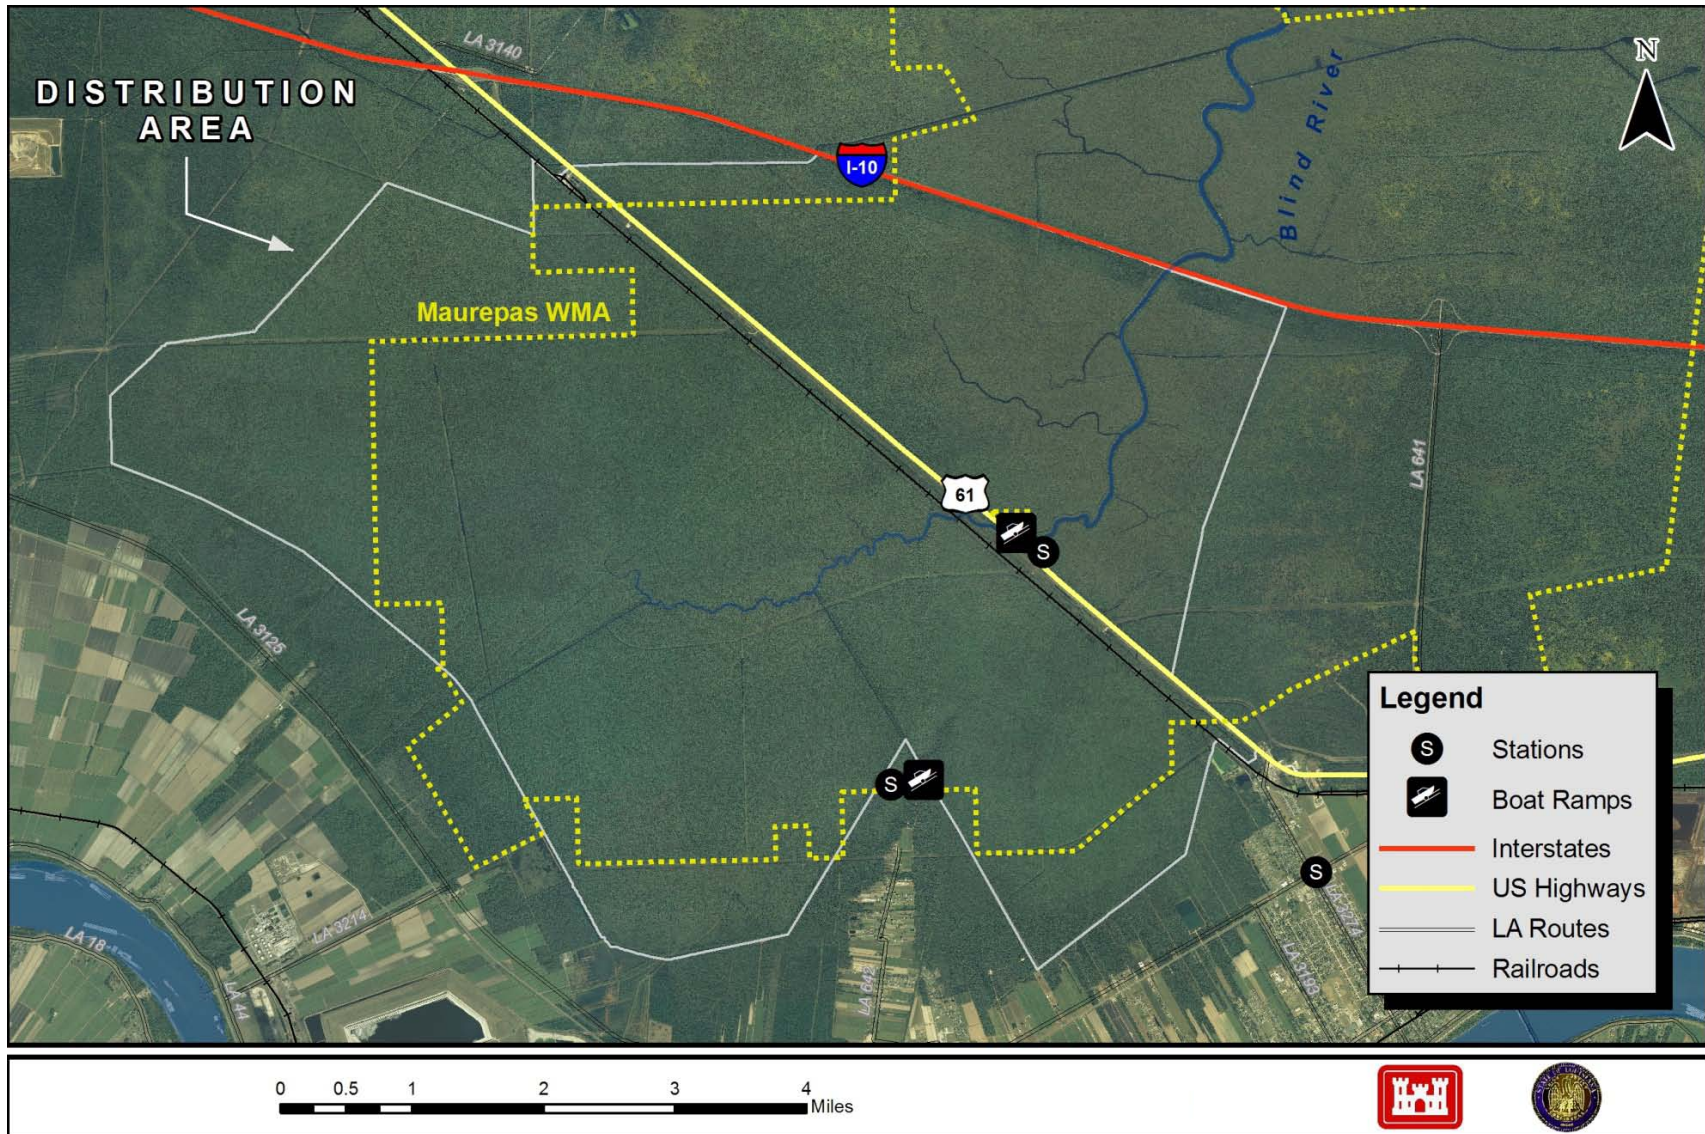 LA 3140
N
DISTRIBUTION
AREA
I-10
Blind River
Maurepas WMA
61
LA 641
S
LA 3125
S
S
LA 3274
LA 3214
LA 18
LA 44
LA 642
LA 3193
Legend
S Stations
Boat Ramps
Interstates
US Highways
LA Routes
Railroads
0 0.5 1 2 3 4
Miles